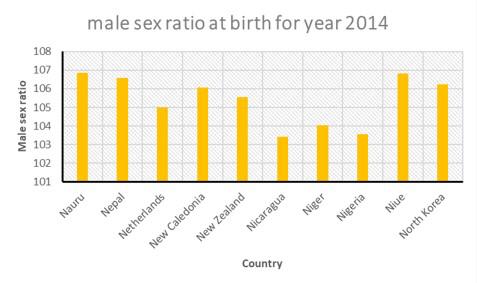 male sex ratio at birth for year 2014
108
107
106
105
104
103
102
101
Male sex ratio
Nauru
Nepal
Netherlands
New Caledonia
New Zealand
Nicaragua
Niger
Nigeria
Niue
North Korea
Country